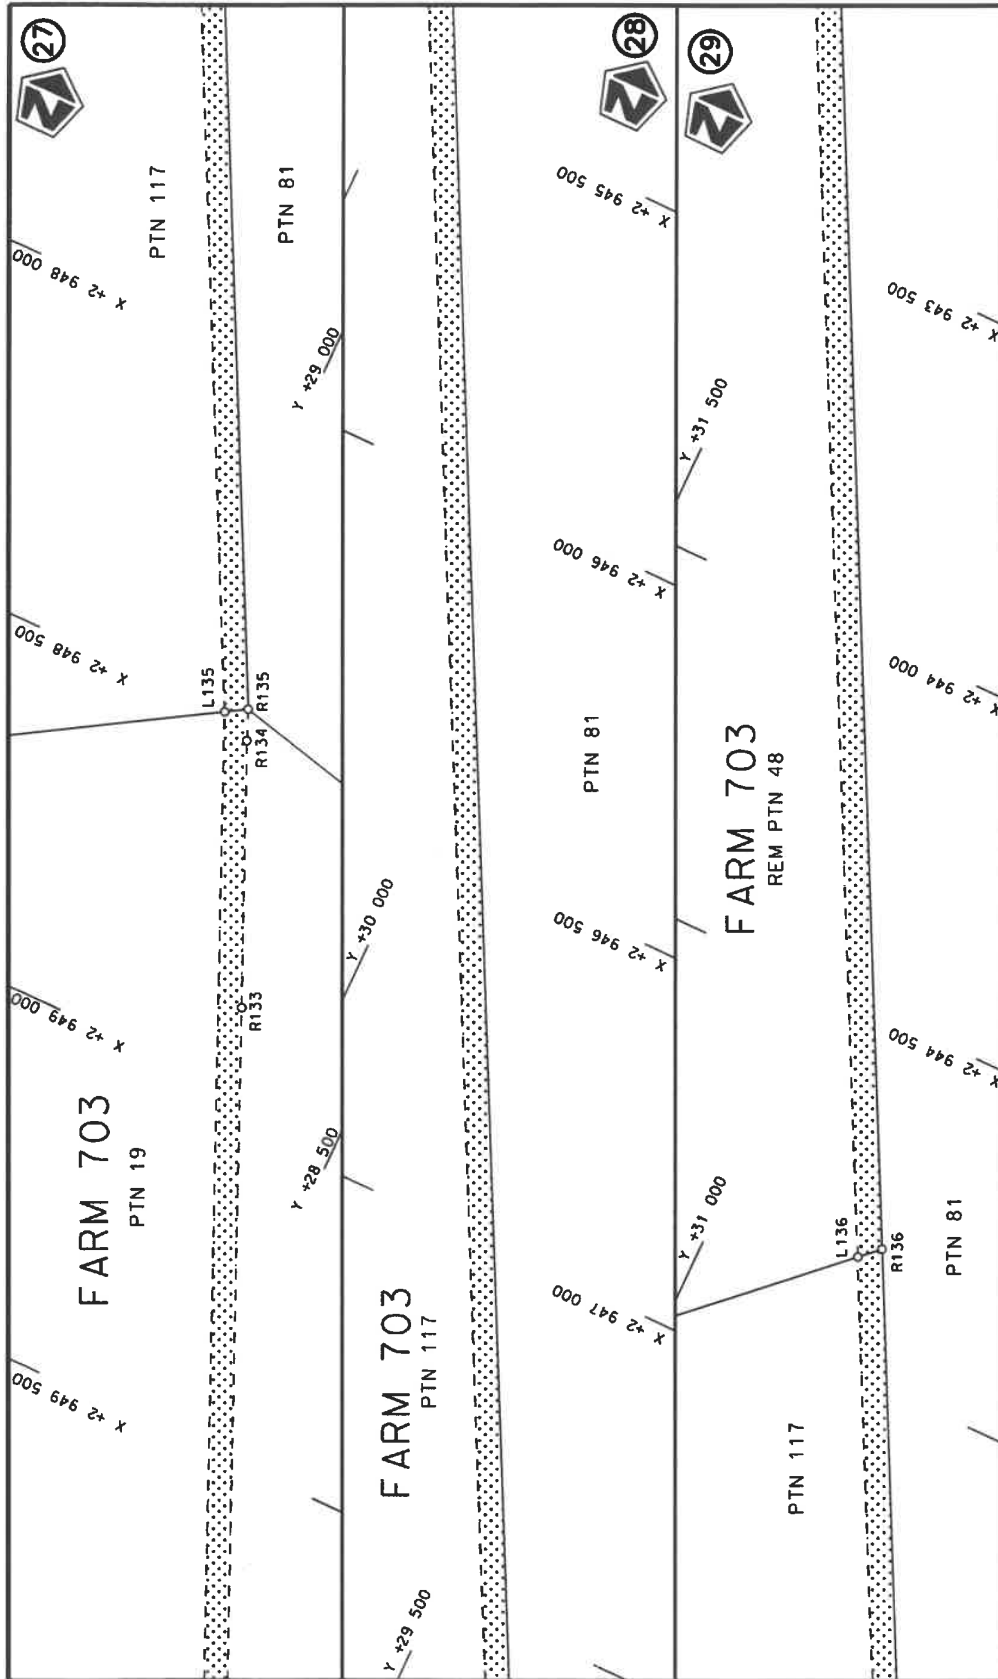 27
N
PTN 117
PTN 81
X +2 948 000
X +2 948 500
X +2 949 000
X +2 949 500
Y +29 000
Y +28 500
L135
R135
R134
R133
FARM 703
PTN 19
28
N
X +2 945 500
X +2 946 000
X +2 946 500
X +2 947 000
Y +30 000
Y +29 500
PTN 81
FARM 703
PTN 117
29
N
X +2 943 500
X +2 944 000
X +2 944 500
Y +31 500
Y +31 000
FARM 703
REM PTN 48
L136
R136
PTN 81
PTN 117